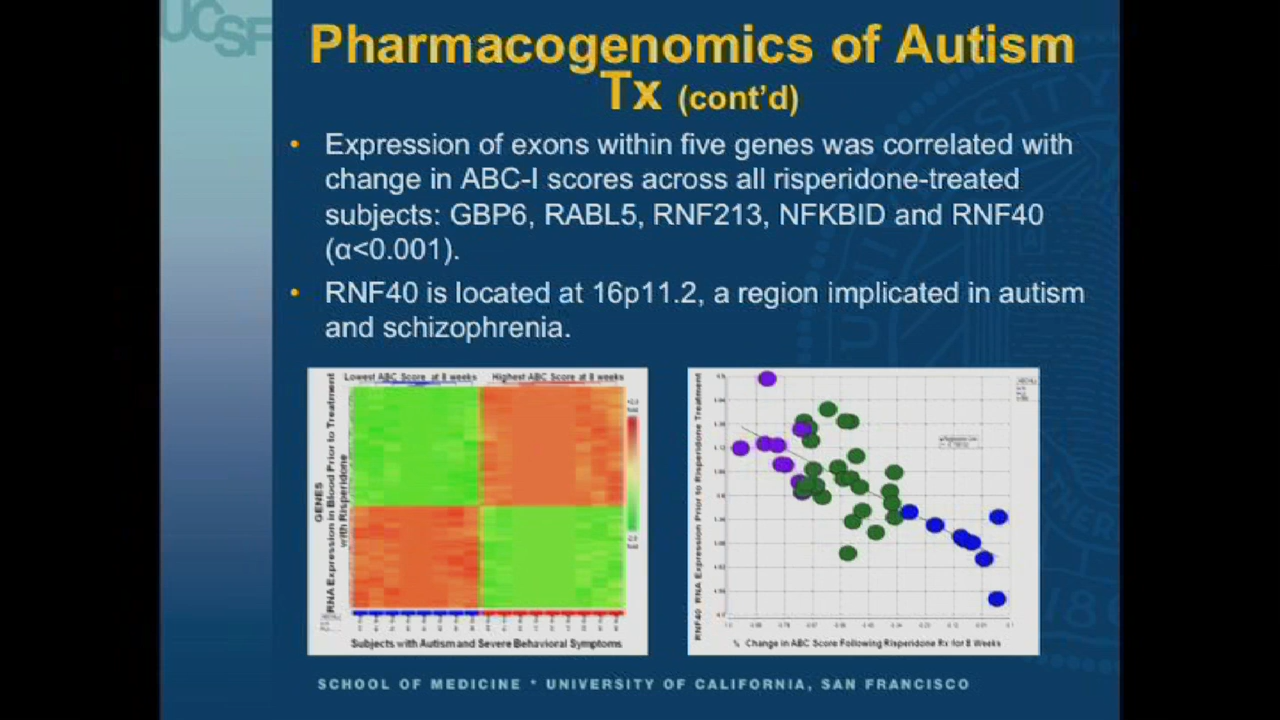 UCSF
Pharmacogenomics of Autism
Tx (cont’d)
• Expression of exons within five genes was correlated with
change in ABC-I scores across all risperidone-treated
subjects: GBP6, RABL5, RNF213, NFKBID and RNF40
(α<0.001).
• RNF40 is located at 16p11.2, a region implicated in autism
and schizophrenia.
Lowest ABC Score at 8 weeks
Highest ABC Score at 8 weeks
GENES
RNA Expression in Blood Prior to Treatment
with Risperidone
Subjects with Autism and Severe Behavioral Symptoms
RNF40 RNA Expression Prior to Risperidone Treatment
% Change in ABC Score Following Risperidone Rx for 8 Weeks
SCHOOL OF MEDICINE * UNIVERSITY OF CALIFORNIA, SAN FRANCISCO